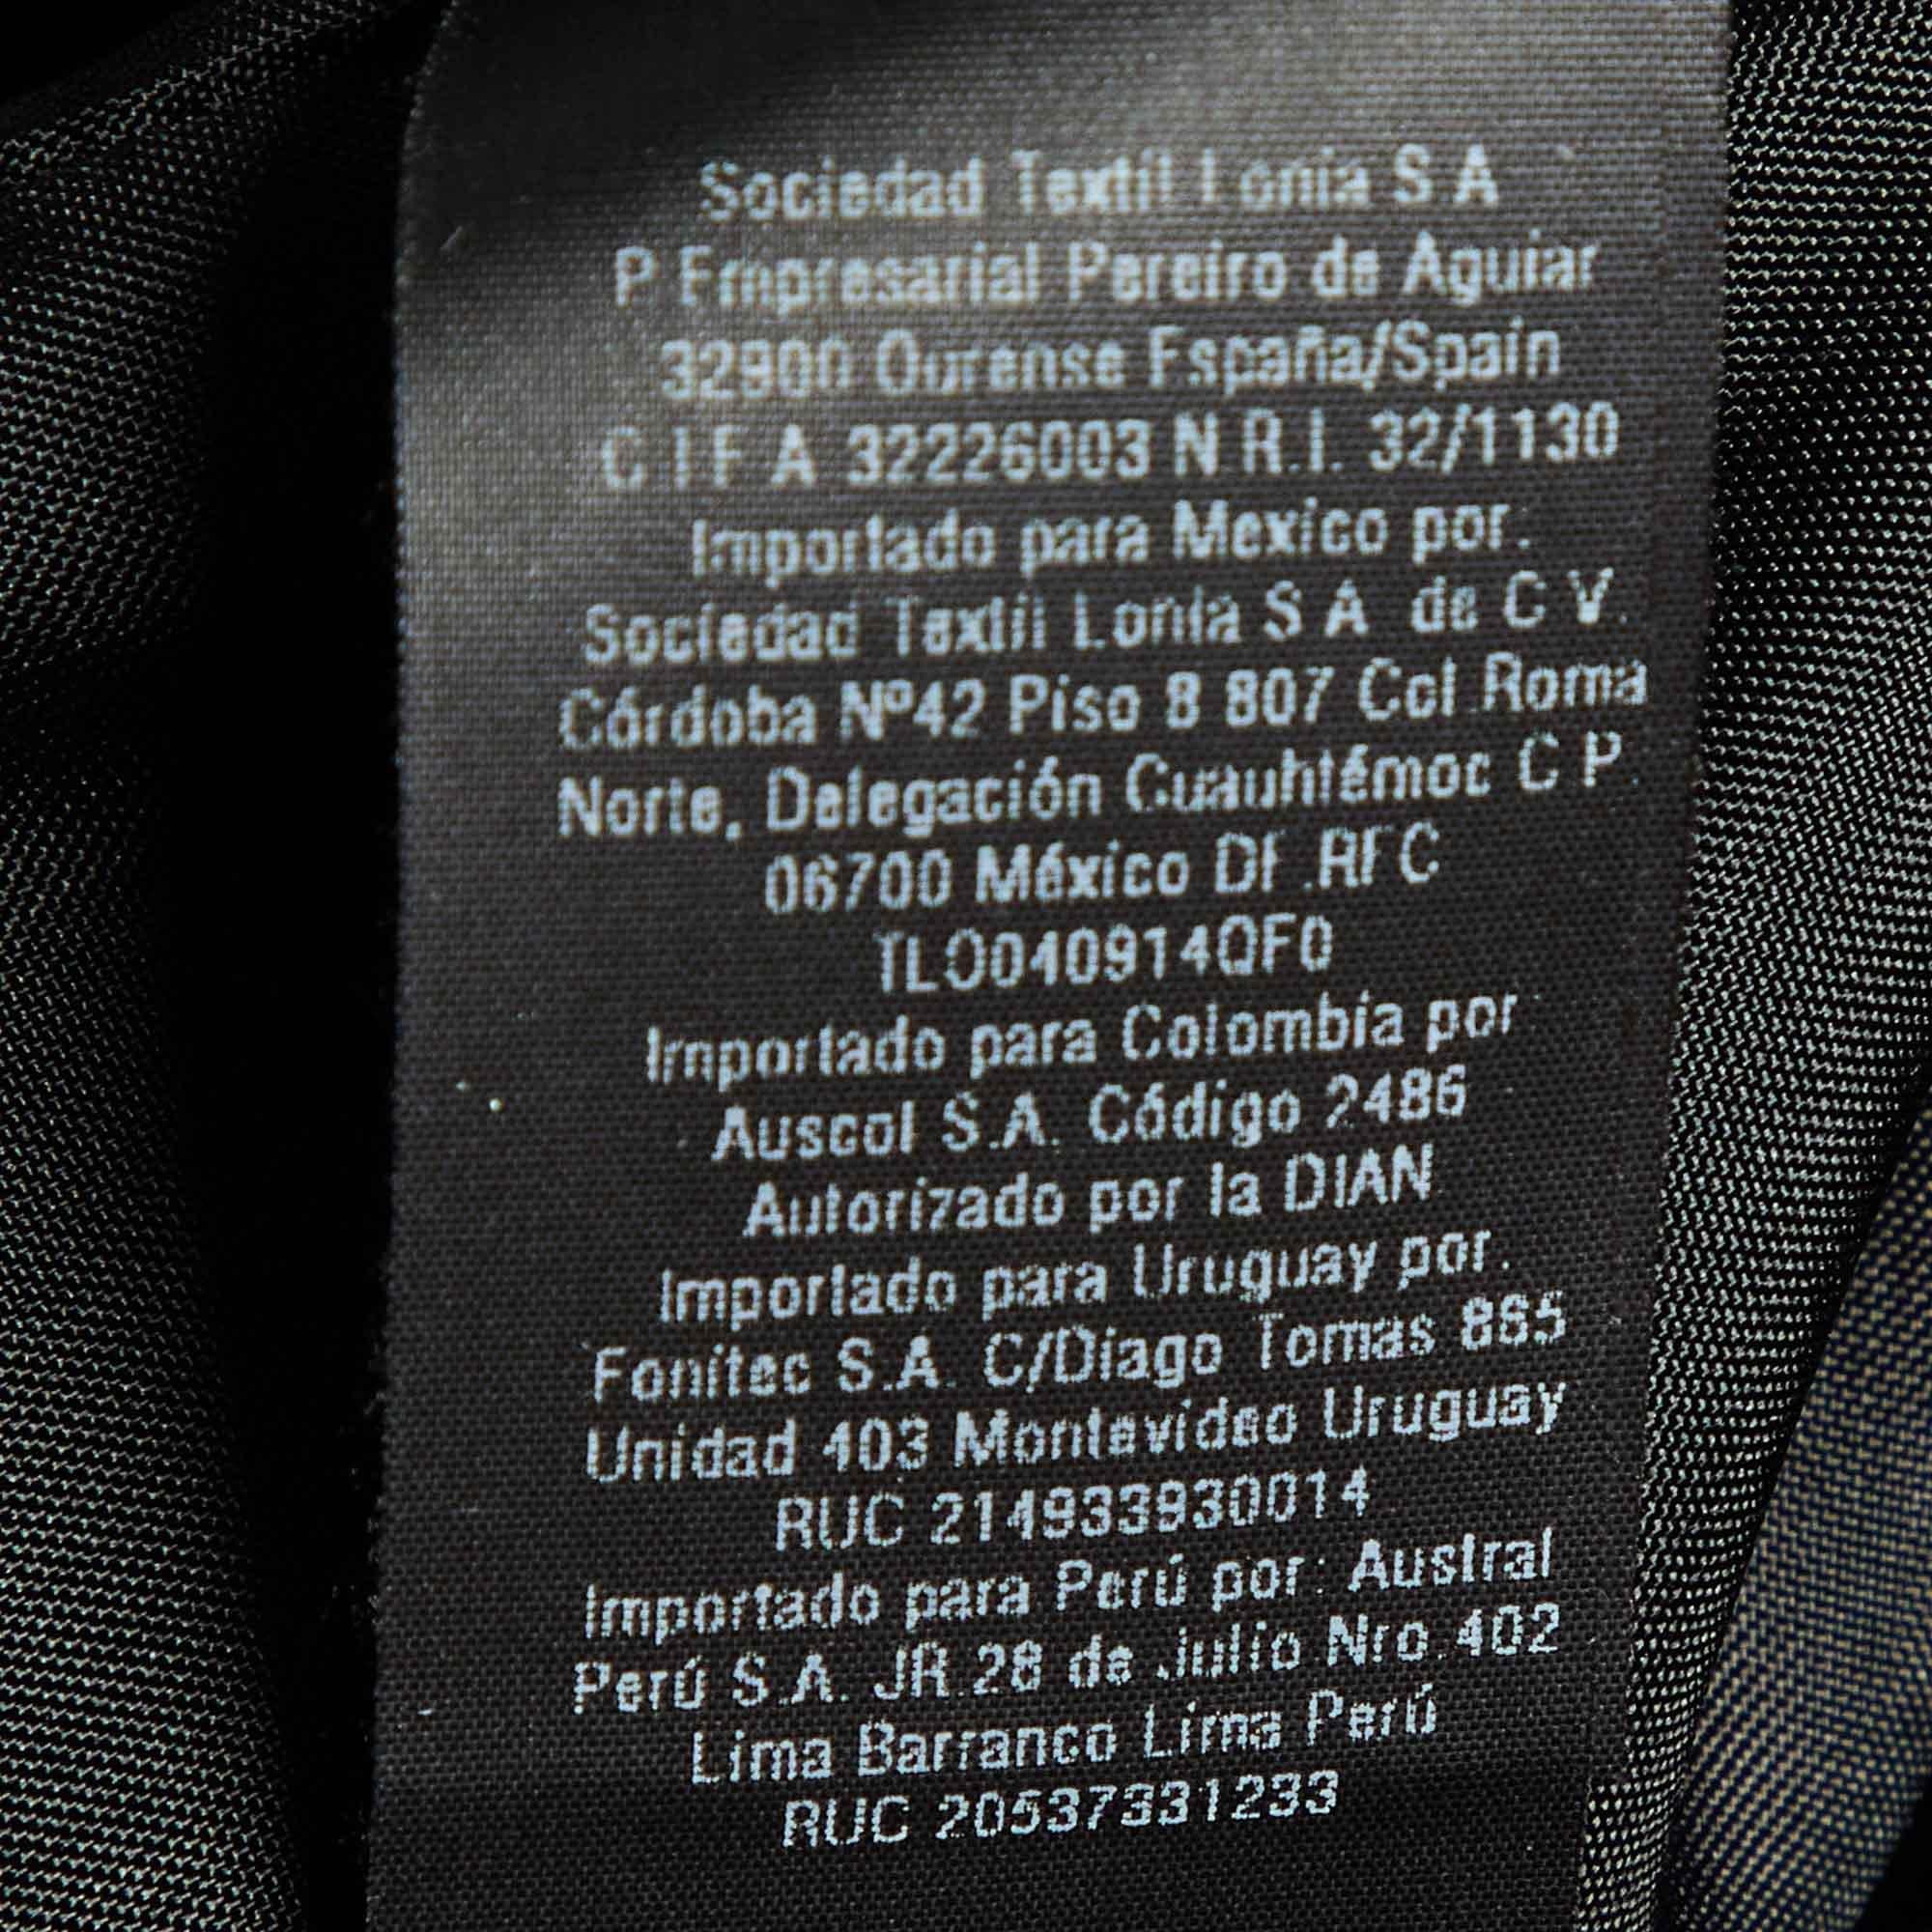 Sociedad Textil Lonia S A
P Empresarial Pereiro de Aguiar
32900 Ourense España/Spain
C I F A 32226003 N.R.I. 32/1130
Importado para Mexico por:
Sociedad Textil Lonia S A de C V.
Córdoba Nº42 Piso 8 807 Col.Roma
Norte, Delegación Cuauhtémoc C P.
06700 México DF.RFC
TLO040914QF0
Importado para Colombia por
Auscol S.A. Código 2486
Autorizado por la DIAN
Importado para Uruguay por:
Fonitec S.A. C/Diago Tomas 865
Unidad 403 Montevideo Uruguay
RUC 214933930014
Importado para Perú por: Austral
Perú S.A. JR.28 de Julio Nro.402
Lima Barranco Lima Perú
RUC 20537331233